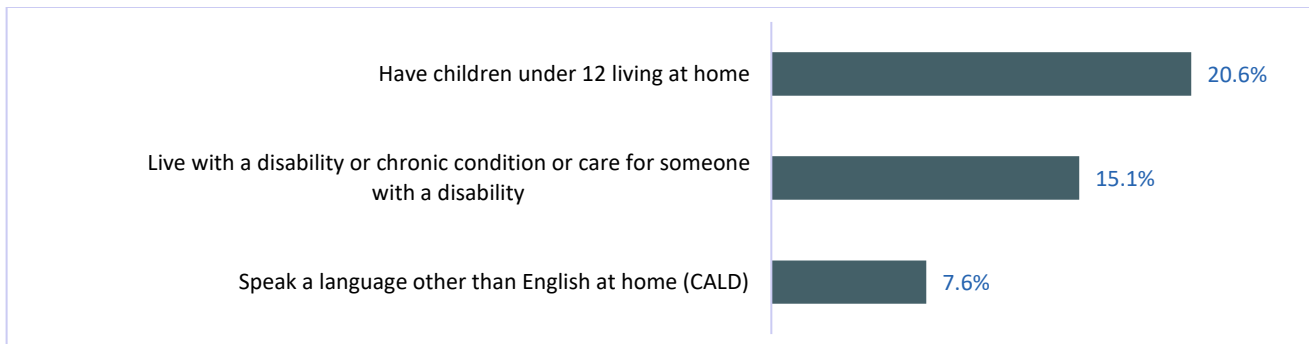 Have children under 12 living at home
20.6%
Live with a disability or chronic condition or care for someone
with a disability
15.1%
Speak a language other than English at home (CALD)
7.6%